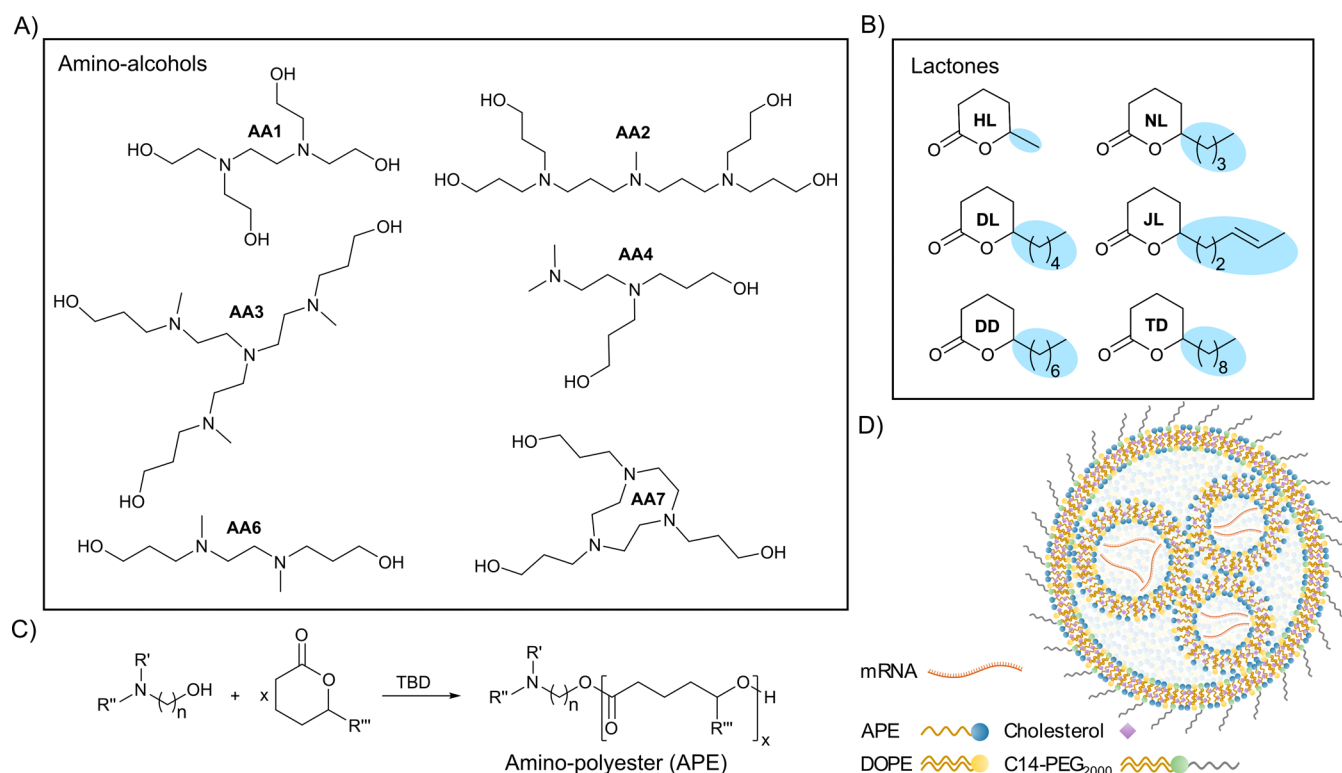 A)
Amino-alcohols
OH
AA1
HO
N
N
OH
OH
OH
OH
AA2
N
HO
N
N
OH
OH
HO
AA3
N
N
N
N
OH
AA4
N
N
OH
HO
HO
AA7
N
N
N
OH
HO
AA6
HO
N
N
OH
B)
Lactones
HL
O
O
NL
O
O
3
DL
O
O
4
JL
O
O
2
DD
O
O
6
TD
O
O
8
C)
R'
R"
N
OH
n
+
x
O
O
R'''
TBD
R'
R"
N
n
O
O
O
H
R'''
x
Amino-polyester (APE)
D)
mRNA
APE
Cholesterol
DOPE
C14-PEG2000